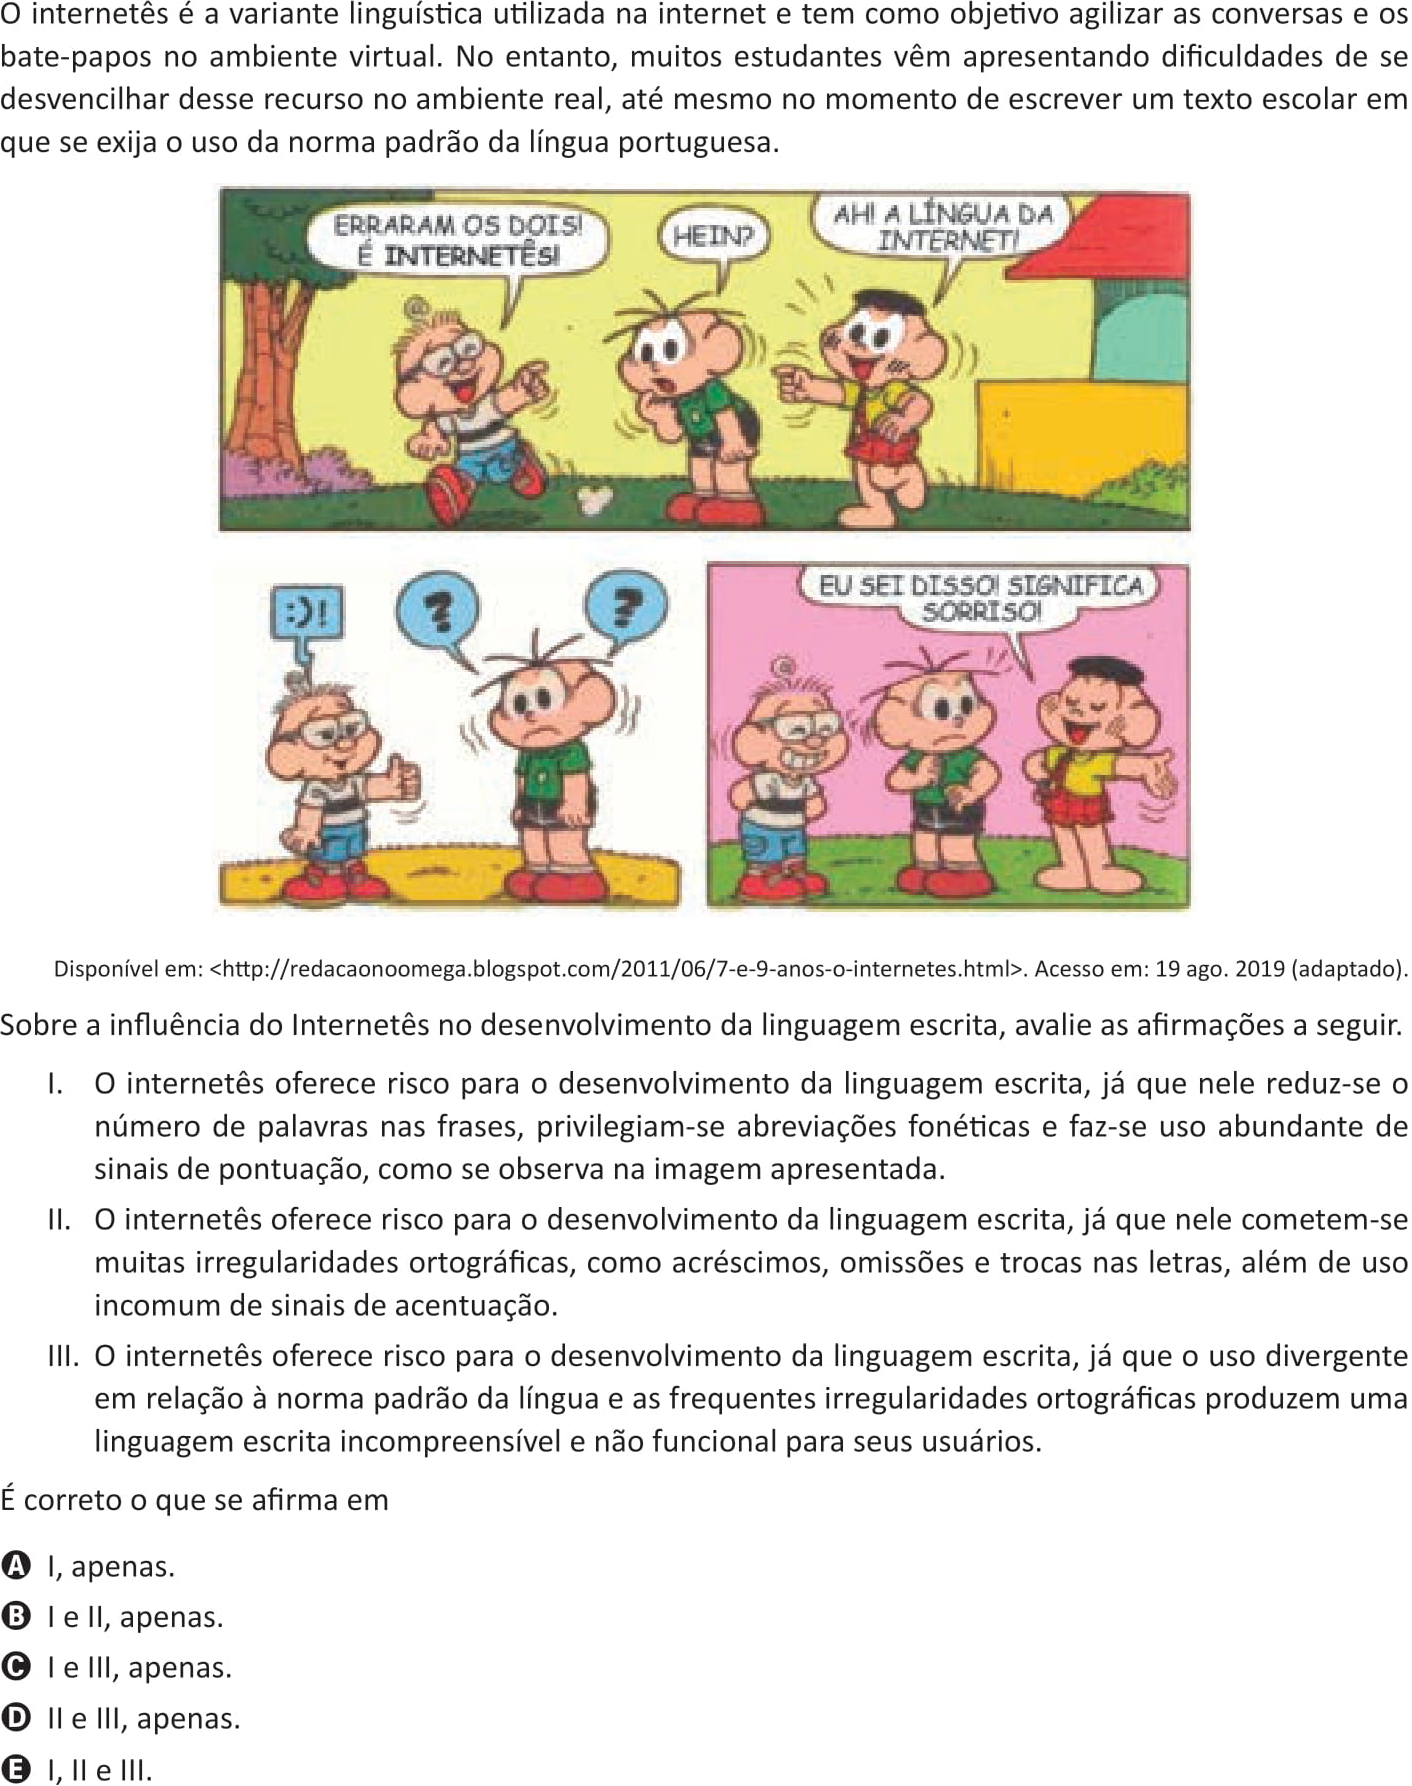 O internetês é a variante linguística utilizada na internet e tem como objetivo agilizar as conversas e os
bate-papos no ambiente virtual. No entanto, muitos estudantes vêm apresentando dificuldades de se
desvencilhar desse recurso no ambiente real, até mesmo no momento de escrever um texto escolar em
que se exija o uso da norma padrão da língua portuguesa.
ERRARAM OS DOIS!
É INTERNETÊS!
HEIN?
AH! A LÍNGUA DA
INTERNET!
:)!
?
?
EU SEI DISSO! SIGNIFICA
SORRISO!
Disponível em: <http://redacaonoomega.blogspot.com/2011/06/7-e-9-anos-o-internetes.html>. Acesso em: 19 ago. 2019 (adaptado).
Sobre a influência do Internetês no desenvolvimento da linguagem escrita, avalie as afirmações a seguir.
I. O internetês oferece risco para o desenvolvimento da linguagem escrita, já que nele reduz-se o
número de palavras nas frases, privilegiam-se abreviações fonéticas e faz-se uso abundante de
sinais de pontuação, como se observa na imagem apresentada.
II. O internetês oferece risco para o desenvolvimento da linguagem escrita, já que nele cometem-se
muitas irregularidades ortográficas, como acréscimos, omissões e trocas nas letras, além de uso
incomum de sinais de acentuação.
III. O internetês oferece risco para o desenvolvimento da linguagem escrita, já que o uso divergente
em relação à norma padrão da língua e as frequentes irregularidades ortográficas produzem uma
linguagem escrita incompreensível e não funcional para seus usuários.
É correto o que se afirma em
A I, apenas.
B I e II, apenas.
C I e III, apenas.
D II e III, apenas.
E I, II e III.